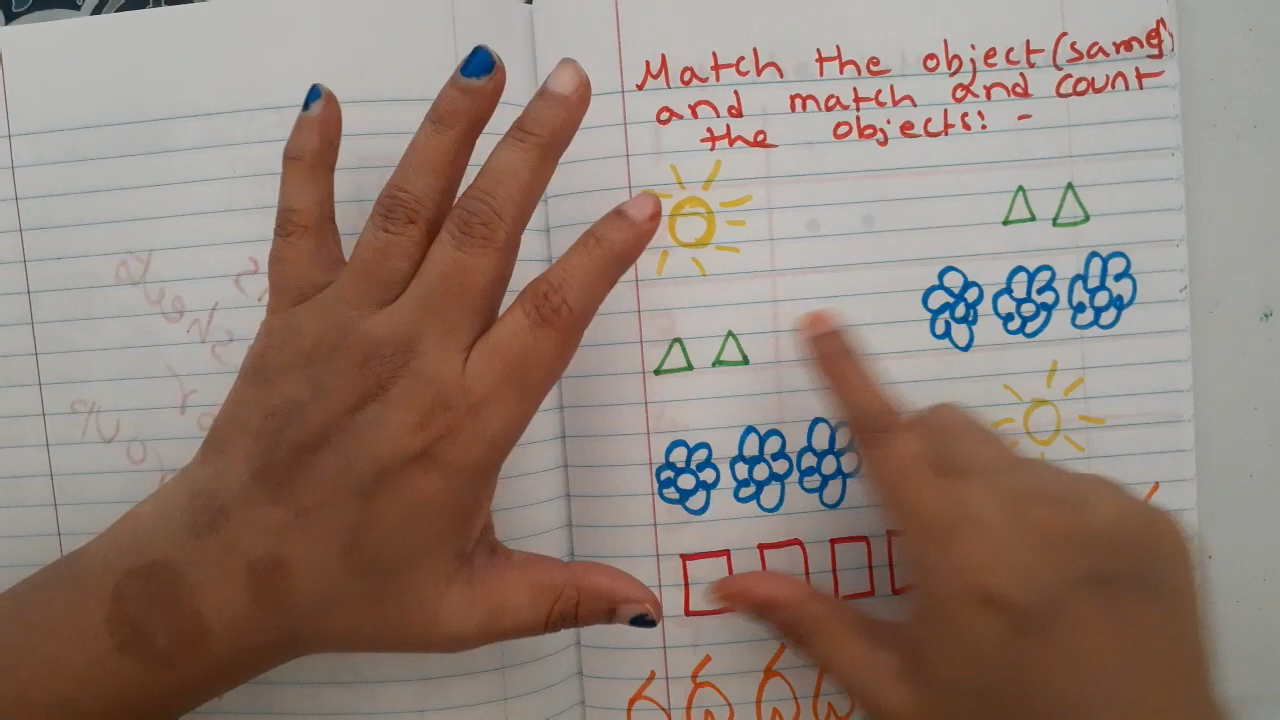 Match the object (same)
and match and count
the objects: -